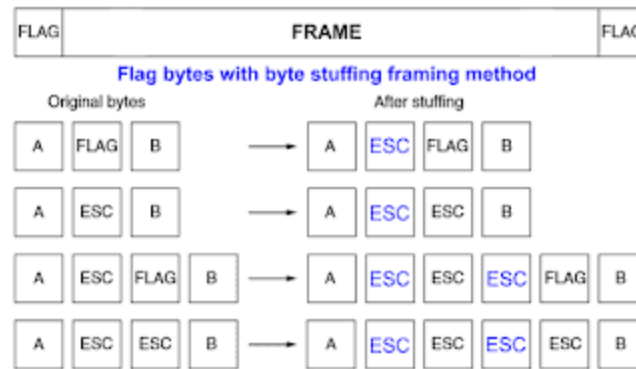 FLAG FRAME FLAG
Flag bytes with byte stuffing framing method
Original bytes After stuffing
A FLAG B A ESC FLAG B
A ESC B A ESC ESC B
A ESC FLAG B A ESC ESC ESC FLAG B
A ESC ESC B A ESC ESC ESC ESC B